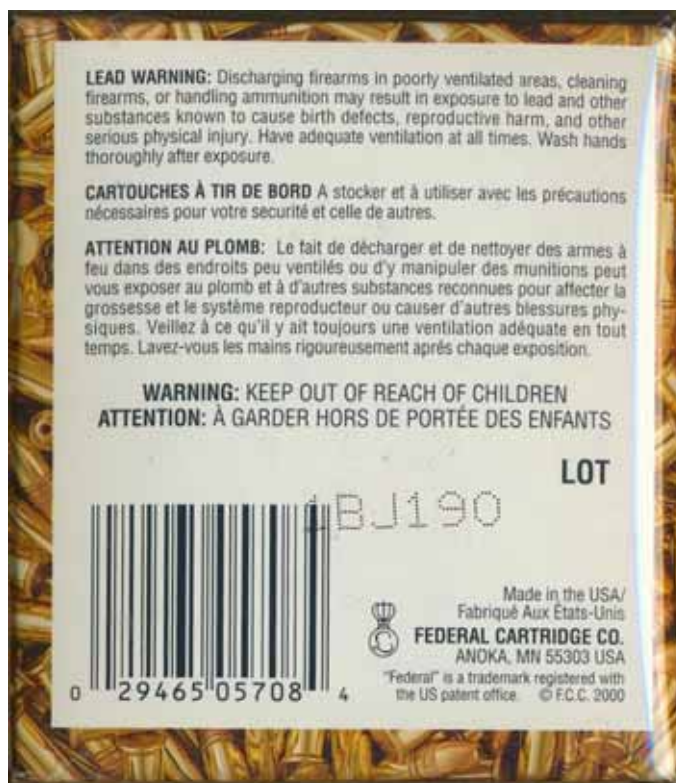 LEAD WARNING: Discharging firearms in poorly ventilated areas, cleaning
firearms, or handling ammunition may result in exposure to lead and other
substances known to cause birth defects, reproductive harm, and other
serious physical injury. Have adequate ventilation at all times. Wash hands
thoroughly after exposure.
CARTOUCHES À TIR DE BORD A stocker et à utiliser avec les précautions
nécessaires pour votre securité et celle de autres.
ATTENTION AU PLOMB: Le fait de décharger et de nettoyer des armes à
feu dans des endroits peu ventilés ou d'y manipuler des munitions peut
vous exposer au plomb et à d'autres substances reconnues pour affecter la
grossesse et le système reproducteur ou causer d'autres blessures phy-
siques. Veillez à ce qu'il y ait toujours une ventilation adéquate en tout
temps. Lavez-vous les mains rigoureusement aprés chaque exposition.
WARNING: KEEP OUT OF REACH OF CHILDREN
ATTENTION: À GARDER HORS DE PORTÉE DES ENFANTS
LOT
1BJ190
Made in the USA/
Fabriqué Aux États-Unis
FEDERAL CARTRIDGE CO.
ANOKA, MN 55303 USA
"Federal" is a trademark registered with
the US patent office. © F.C.C. 2000
0 29465 05708 4